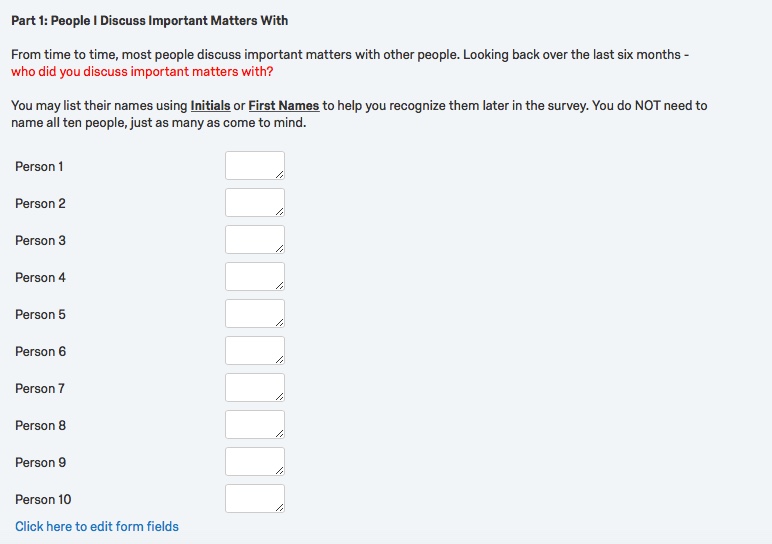 Part 1: People I Discuss Important Matters With
From time to time, most people discuss important matters with other people. Looking back over the last six months -
who did you discuss important matters with?
You may list their names using Initials or First Names to help you recognize them later in the survey. You do NOT need to
name all ten people, just as many as come to mind.
Person 1
Person 2
Person 3
Person 4
Person 5
Person 6
Person 7
Person 8
Person 9
Person 10
Click here to edit form fields